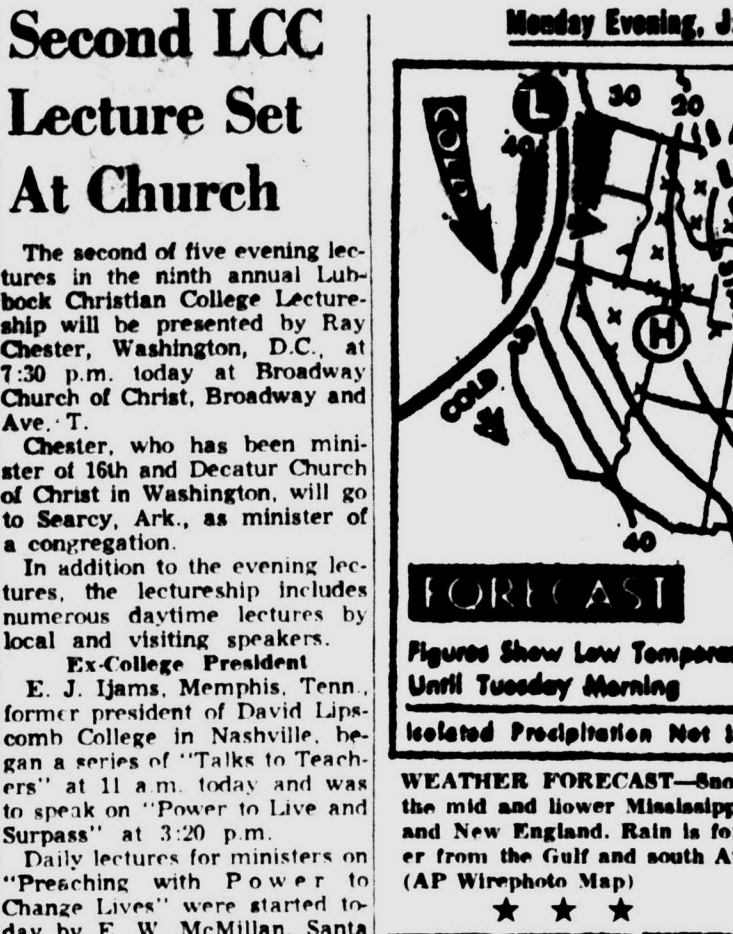 Second LCC
Lecture Set
At Church
The second of five evening lec-
tures in the ninth annual Lub-
bock Christian College Lecture-
ship will be presented by Ray
Chester, Washington, D.C., at
7:30 p.m. today at Broadway
Church of Christ, Broadway and
Ave. T.
Chester, who has been mini-
ster of 16th and Decatur Church
of Christ in Washington, will go
to Searcy, Ark., as minister of
a congregation.
In addition to the evening lec-
tures, the lectureship includes
numerous daytime lectures by
local and visiting speakers.
Ex-College President
E. J. Ijams, Memphis, Tenn.,
former president of David Lips-
comb College in Nashville, be-
gan a series of "Talks to Teach-
ers" at 11 a.m. today and was
to speak on "Power to Live and
Surpass" at 3:20 p.m.
Daily lectures for ministers on
"Preaching with Power to
Change Lives" were started to-
day by F. W. McMillan, Santa
Monday Evening, J
COLD
L
30
20
40
H
COLD
40
FORECAST
Figures Show Low Tempera
Until Tuesday Morning
Isolated Precipitation Not
WEATHER FORECAST—Sno
the mid and liower Mississipp
and New England. Rain is fo
er from the Gulf and south A
(AP Wirephoto Map)